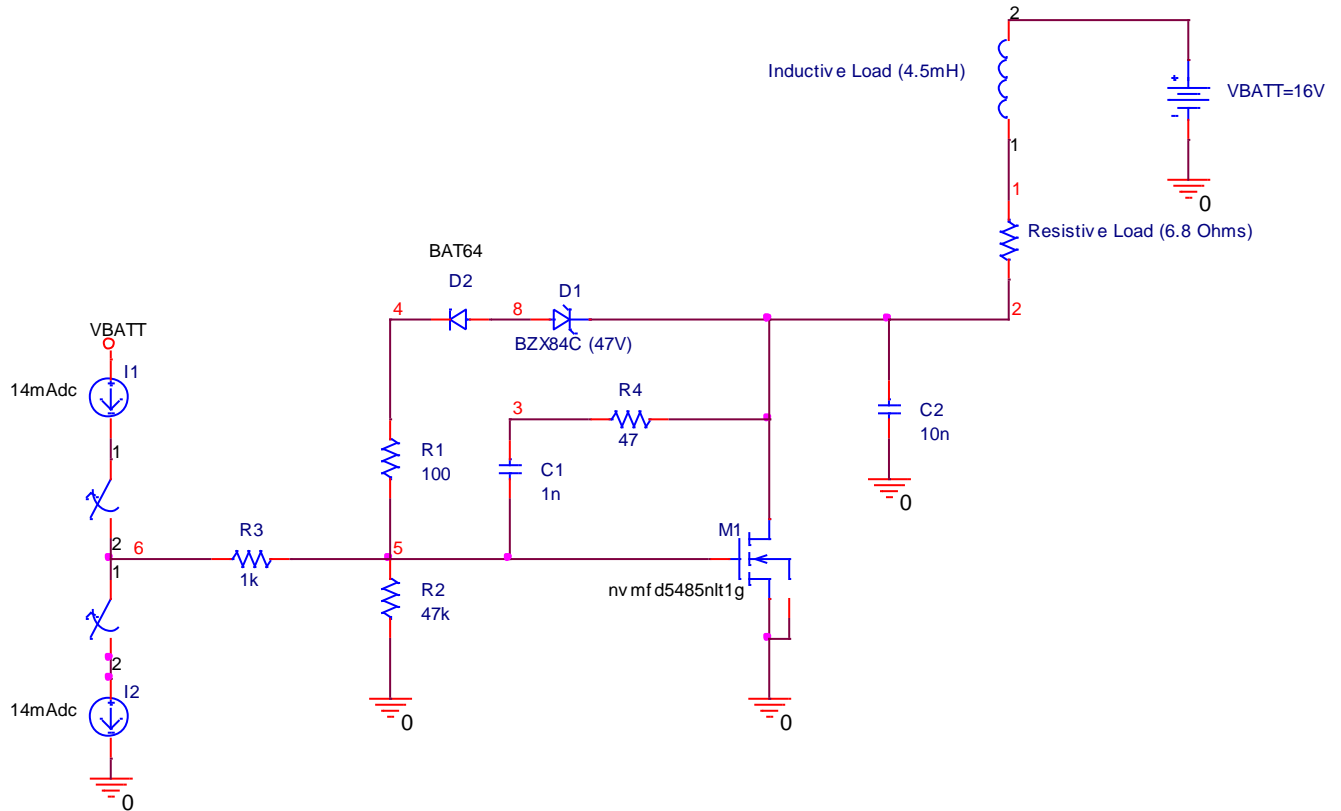 2
Inductive Load (4.5mH)
VBATT=16V
1
0
1
Resistive Load (6.8 Ohms)
BAT64
D2
D1
4
8
2
BZX84C (47V)
VBATT
I1
14mAdc
3
R4
47
C2
10n
1
R1
100
C1
1n
0
2
6
R3
1k
5
M1
1
R2
47k
nvmfd5485nlt1g
2
I2
14mAdc
0
0
0